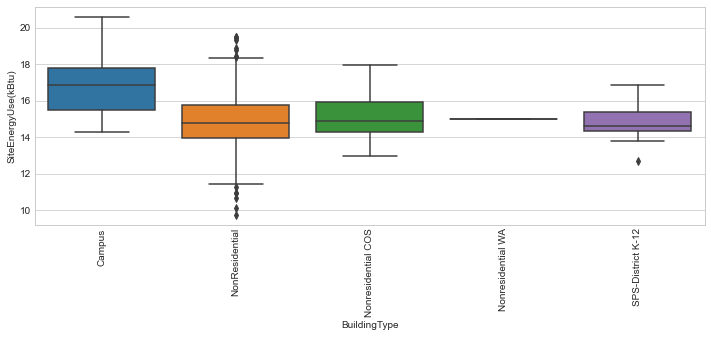 SiteEnergyUse(kBtu)
20
18
16
14
12
10
Campus
NonResidential
Nonresidential COS
Nonresidential WA
SPS-District K-12
BuildingType